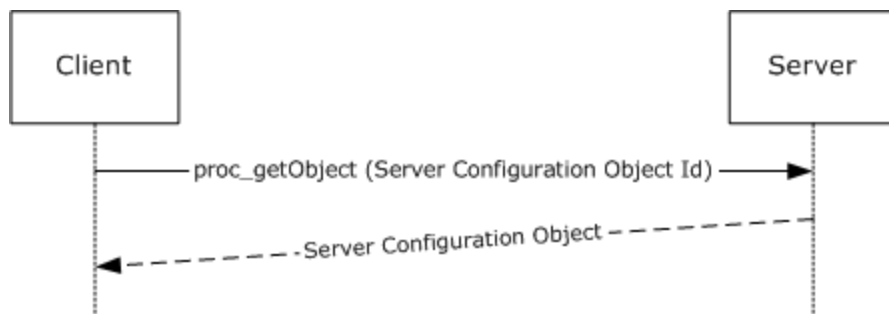 Client
Server
proc_getObject (Server Configuration Object Id)
Server Configuration Object